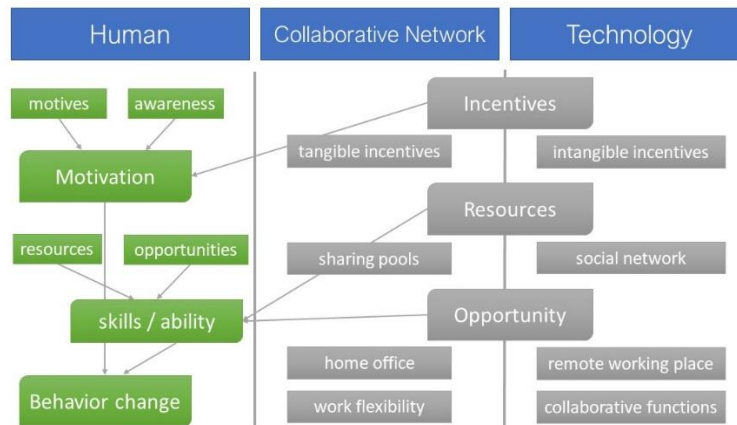 Human
Collaborative Network
Technology
motives
awareness
Incentives
tangible incentives
intangible incentives
Motivation
Resources
resources
opportunities
sharing pools
social network
skills / ability
Opportunity
home office
remote working place
Behavior change
work flexibility
collaborative functions